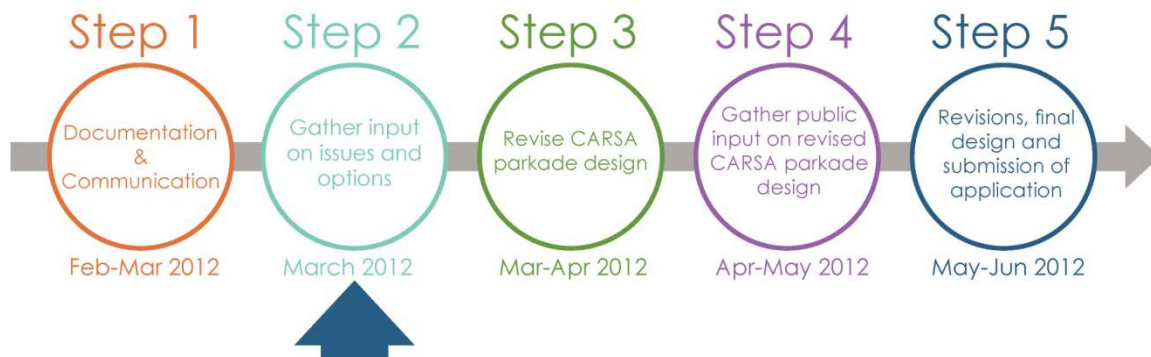 Step 1
Documentation
&
Communication
Feb-Mar 2012
Step 2
Gather input
on issues and
options
March 2012
Step 3
Revise CARSA
parkade design
Mar-Apr 2012
Step 4
Gather public
input on revised
CARSA parkade
design
Apr-May 2012
Step 5
Revisions, final
design and
submission of
application
May-Jun 2012